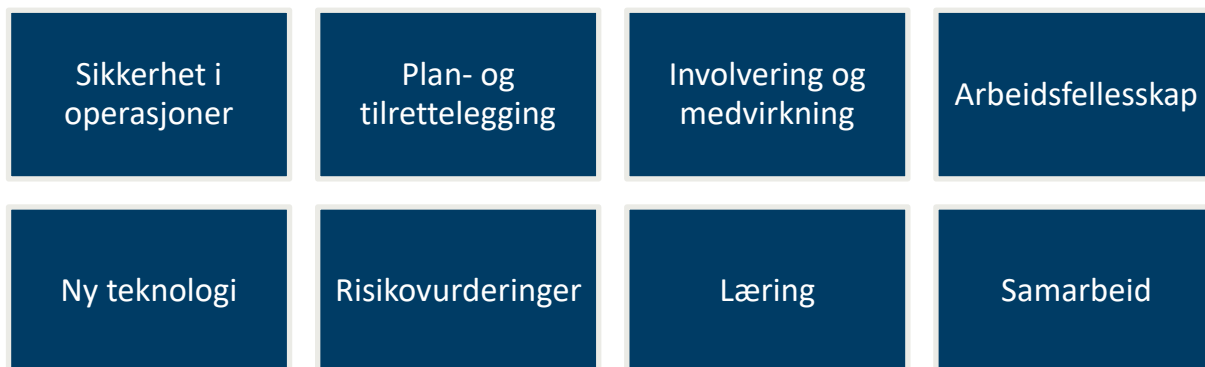 Sikkerhet i
operasjoner
Plan- og
tilrettelegging
Involvering og
medvirkning
Arbeidsfellesskap
Ny teknologi
Risikovurderinger
Læring
Samarbeid